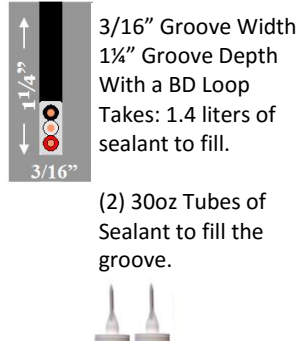 3/16” Groove Width
1¼” Groove Depth
With a BD Loop
Takes: 1.4 liters of
sealant to fill.
(2) 30oz Tubes of
Sealant to fill the
groove.
1¼”
3/16”